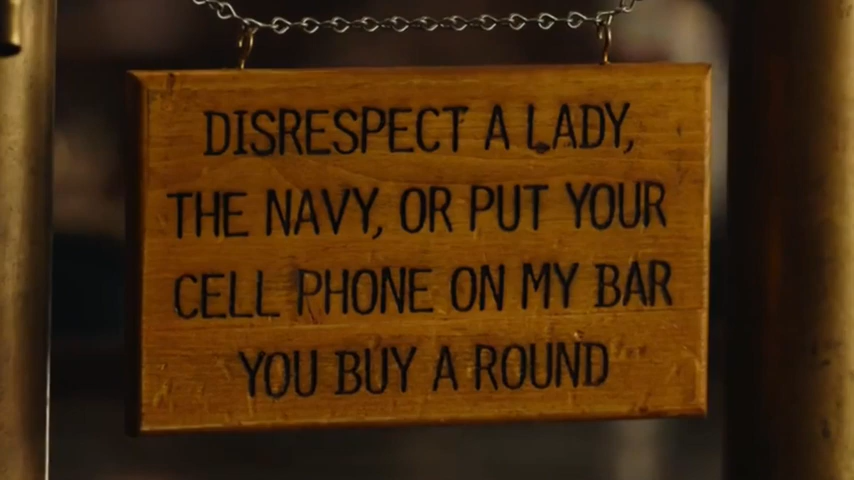 DISRESPECT A LADY,
THE NAVY, OR PUT YOUR
CELL PHONE ON MY BAR
YOU BUY A ROUND